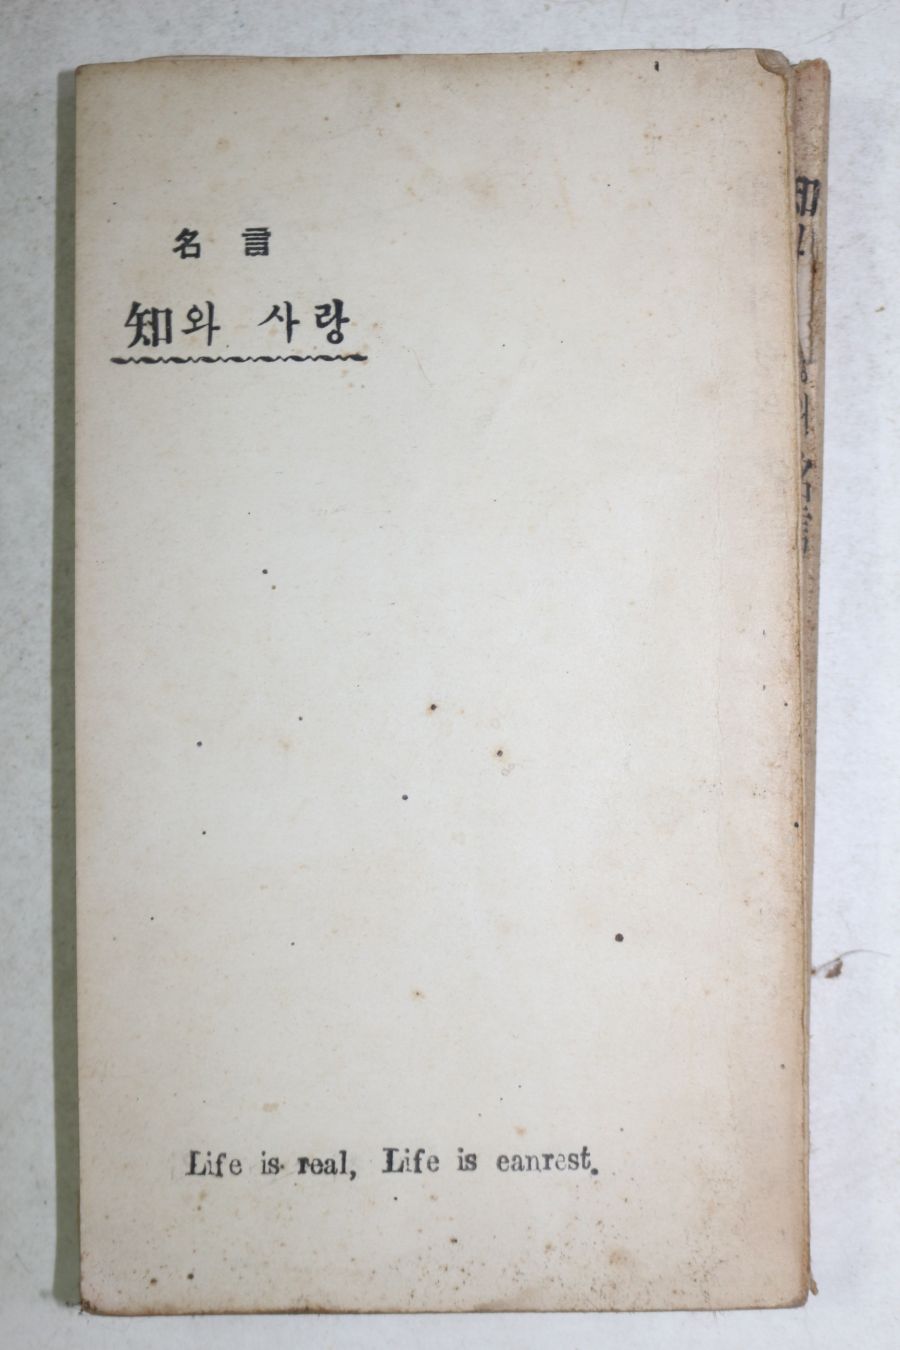 名 言
知와 사랑
Life is real, Life is eanrest.